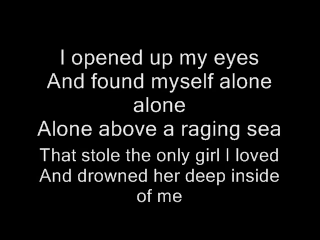 I opened up my eyes
And found myself alone
alone
Alone above a raging sea
That stole the only girl I loved
And drowned her deep inside
of me